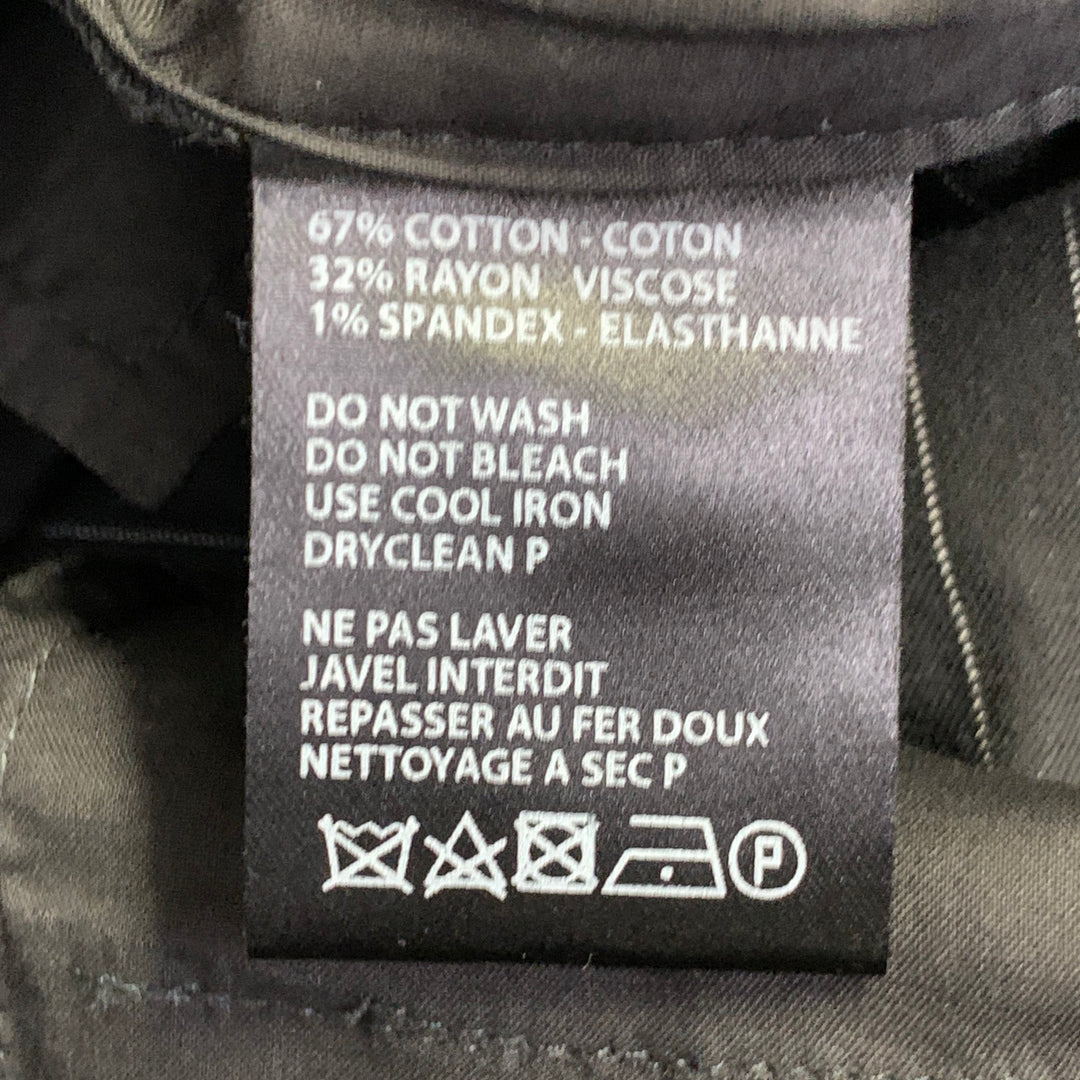 67% COTTON - COTON
32% RAYON VISCOSE
1% SPANDEX - ELASTHANNE
DO NOT WASH
DO NOT BLEACH
USE COOL IRON
DRYCLEAN P
NE PAS LAVER
JAVEL INTERDIT
REPASSER AU FER DOUX
NETTOYAGE A SEC P
P